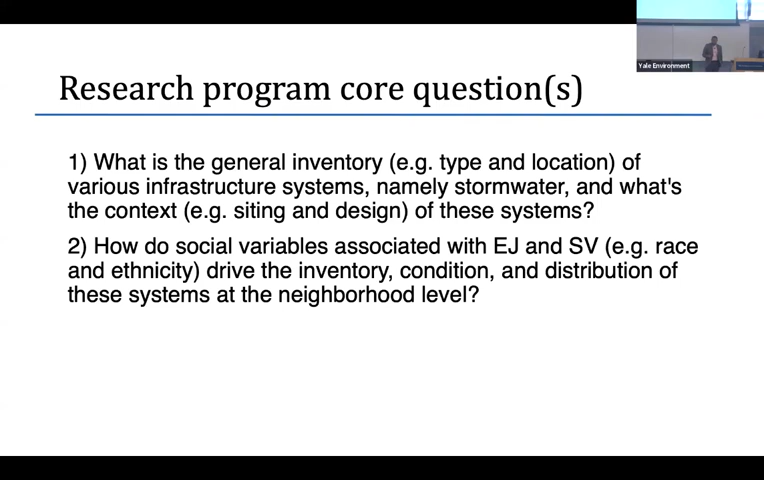 Yale Environment
Research program core question(s)
1) What is the general inventory (e.g. type and location) of
various infrastructure systems, namely stormwater, and what's
the context (e.g. siting and design) of these systems?
2) How do social variables associated with EJ and SV (e.g. race
and ethnicity) drive the inventory, condition, and distribution of
these systems at the neighborhood level?